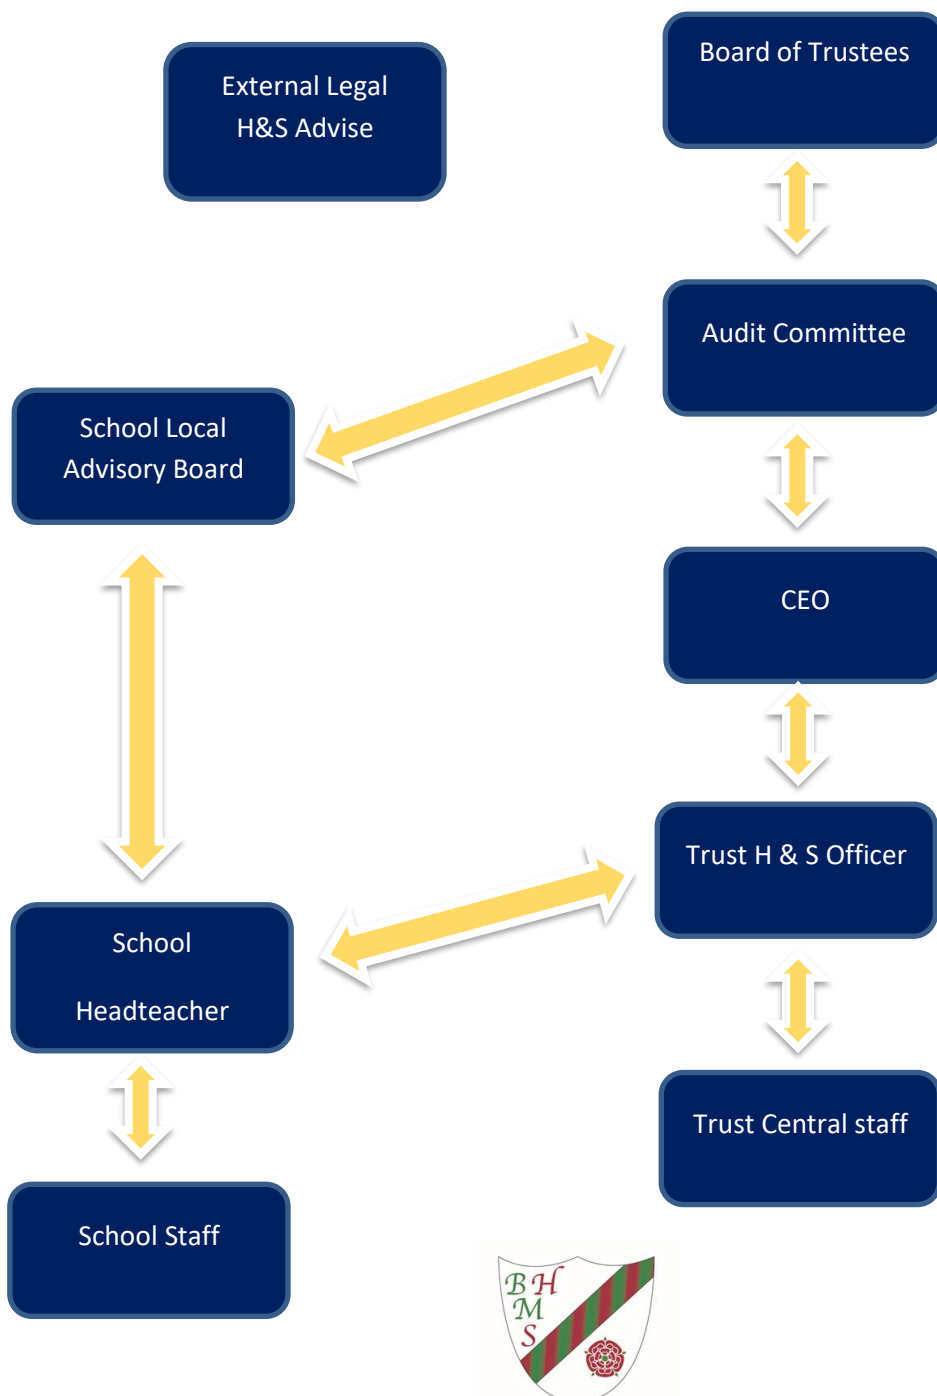 External Legal
H&S Advise
Board of Trustees
Audit Committee
School Local
Advisory Board
CEO
Trust H & S Officer
School
Headteacher
Trust Central staff
School Staff
B H
M
S